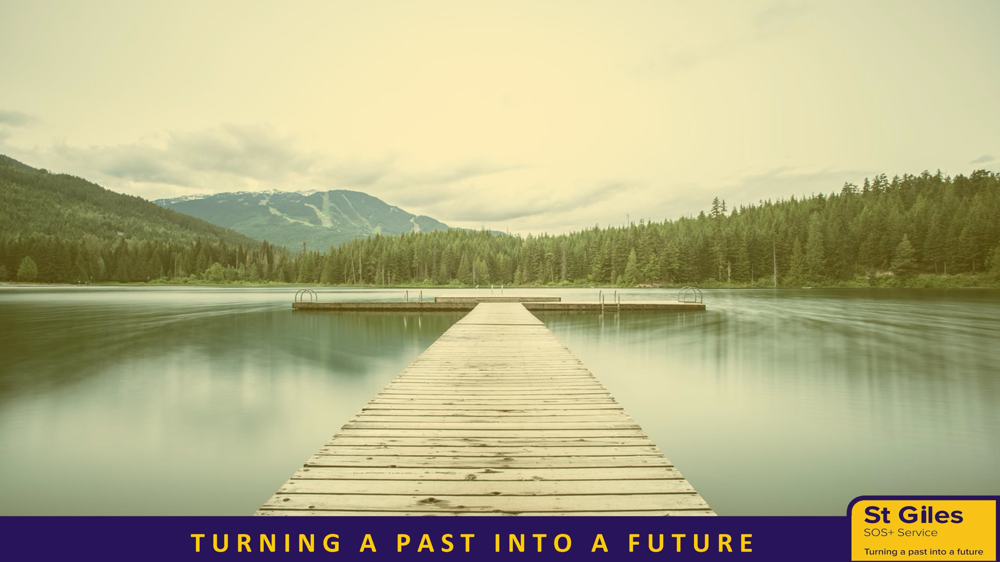 TURNING A PAST INTO A FUTURE
St Giles
SOS+ Service
Turning a past into a future